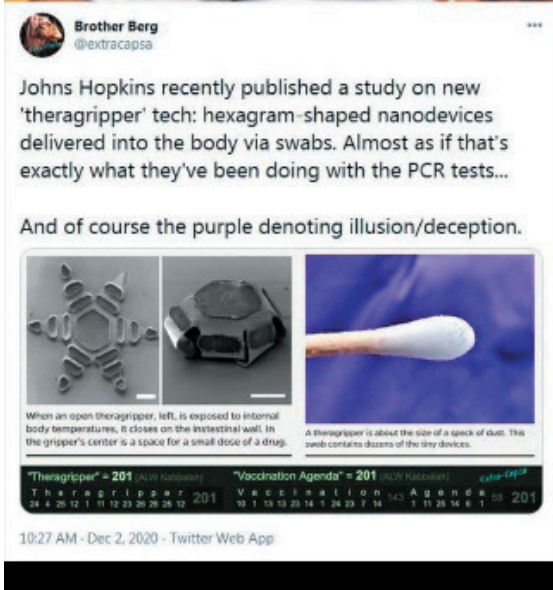 Brother Berg
@extracapsa
Johns Hopkins recently published a study on new
'theragripper' tech: hexagram-shaped nanodevices
delivered into the body via swabs. Almost as if that's
exactly what they've been doing with the PCR tests...
And of course the purple denoting illusion/deception.
When an open theragripper, left, is exposed to internal
body temperatures, it closes on the instestinal wall. In
the gripper's center is a space for a small dose of a drug.
A theragripper is about the size of a speck of dust. This
swab contains dozens of the tiny devices.
"Theragripper" = 201 (ALW Kabbalah) "Vaccination Agenda" = 201 (ALW Kabbalah)
T h e r a g r i p p e r 201 V a c c i n a t i o n 143 A g e n d a 58 201
10:27 AM - Dec 2, 2020 - Twitter Web App